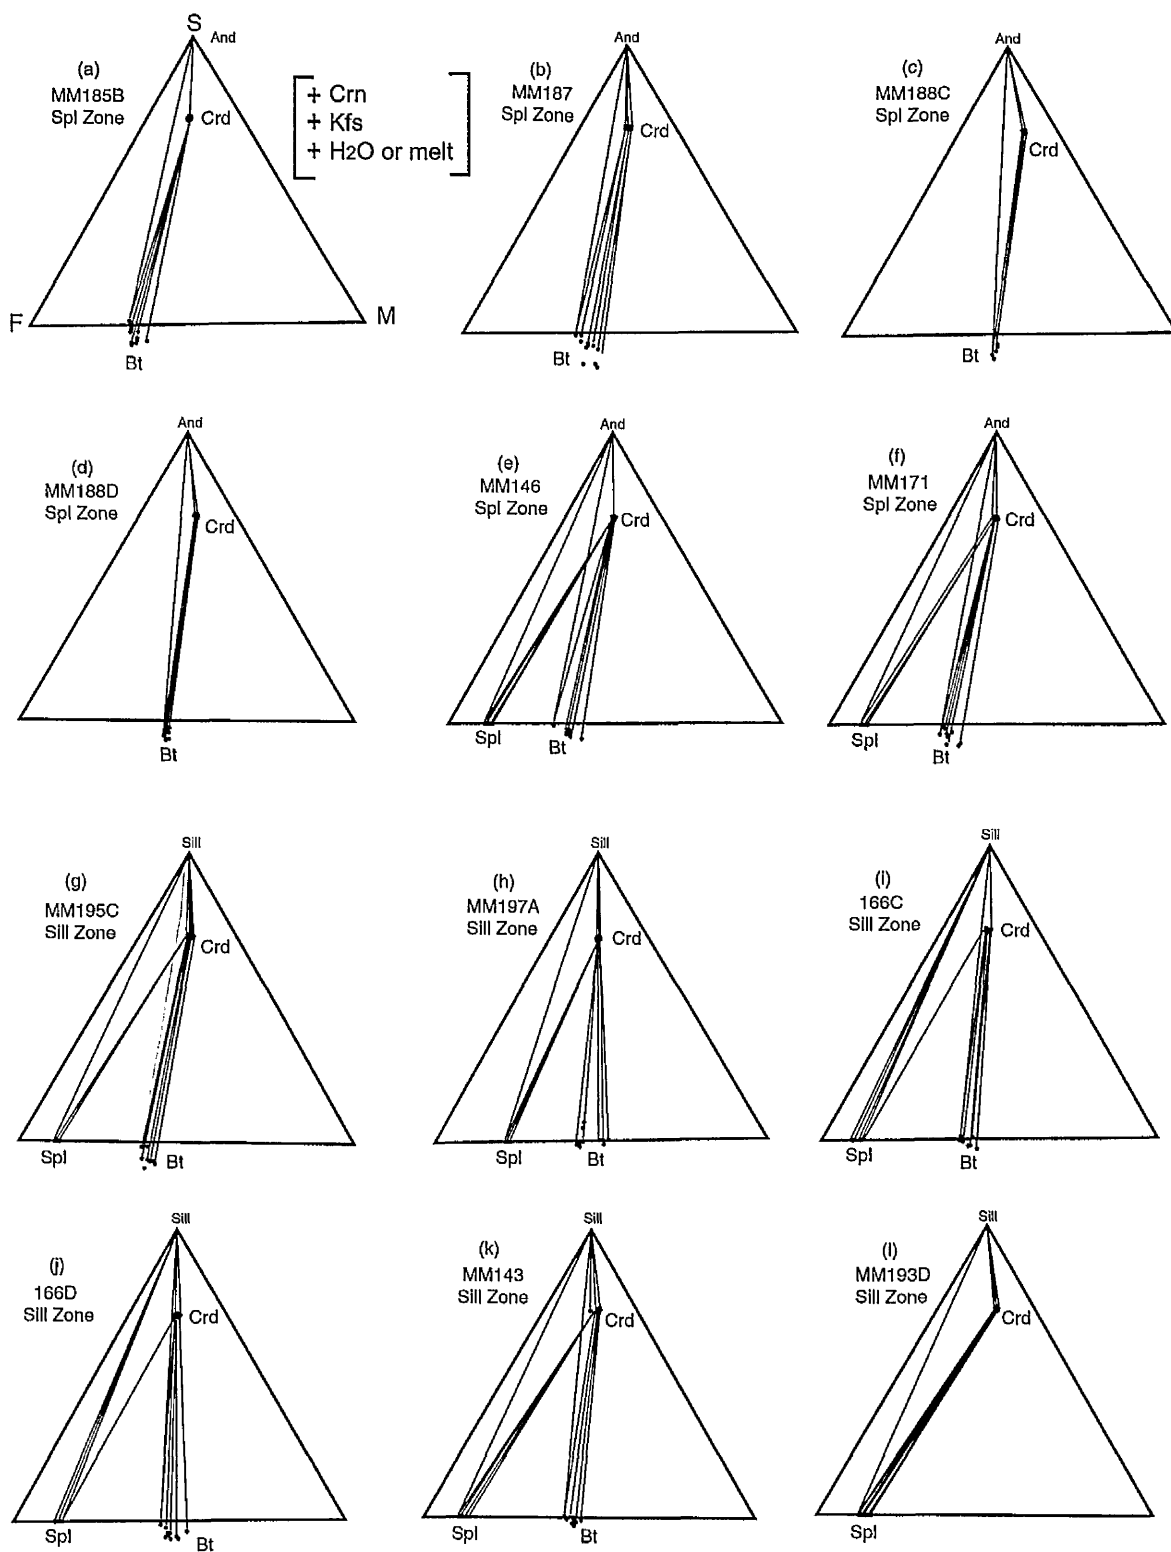 S
And
(a)
MM185B
Spl Zone
Crd
+ Crn
+ Kfs
+ H2O or melt
F
M
Bt
And
(b)
MM187
Spl Zone
Crd
Bt
And
(c)
MM188C
Spl Zone
Crd
Bt
And
(d)
MM188D
Spl Zone
Crd
Bt
And
(e)
MM146
Spl Zone
Crd
Spl
Bt
And
(f)
MM171
Spl Zone
Crd
Spl
Bt
Sill
(g)
MM195C
Sill Zone
Crd
Spl
Bt
Sill
(h)
MM197A
Sill Zone
Crd
Spl
Bt
Sill
(i)
166C
Sill Zone
Crd
Spl
Bt
Sill
(j)
166D
Sill Zone
Crd
Spl
Bt
Sill
(k)
MM143
Sill Zone
Crd
Spl
Bt
Sill
(l)
MM193D
Sill Zone
Crd
Spl